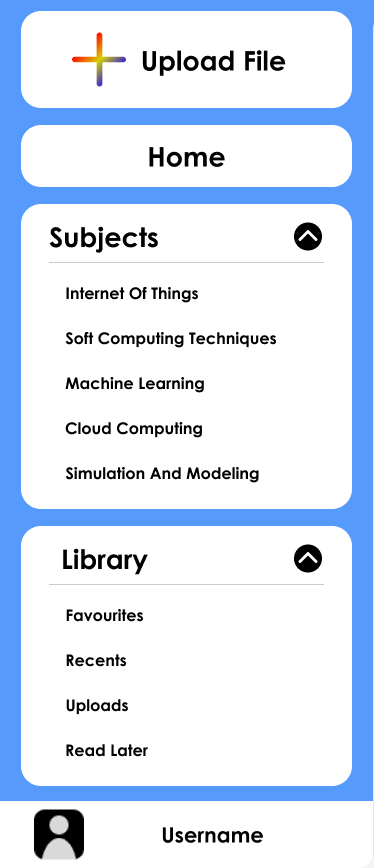 Upload File
Home
Subjects
Internet Of Things
Soft Computing Techniques
Machine Learning
Cloud Computing
Simulation And Modeling
Library
Favourites
Recents
Uploads
Read Later
Username